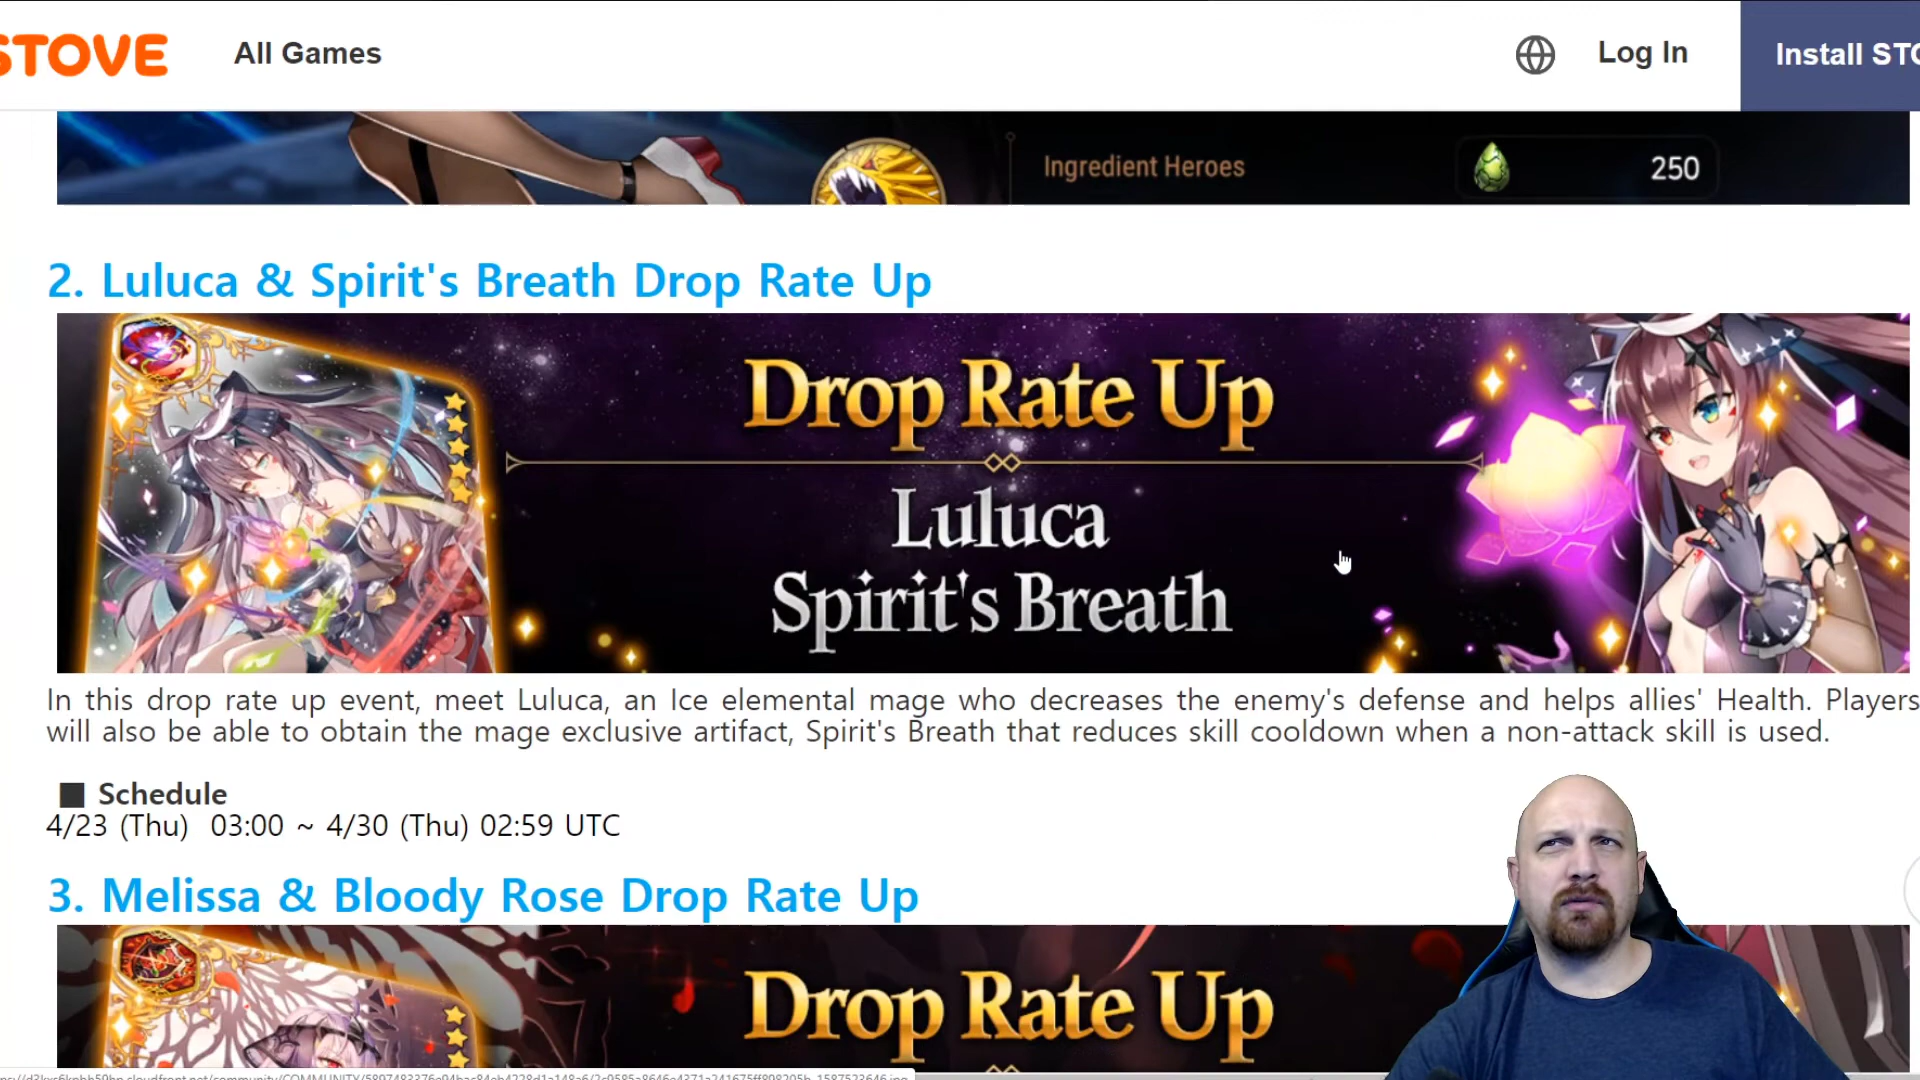 STOVE
All Games
Log In
Install STO
Ingredient Heroes
250
2. Luluca & Spirit's Breath Drop Rate Up
Drop Rate Up
Luluca
Spirit's Breath
In this drop rate up event, meet Luluca, an Ice elemental mage who decreases the enemy's defense and helps allies' Health. Players
will also be able to obtain the mage exclusive artifact, Spirit's Breath that reduces skill cooldown when a non-attack skill is used.
■ Schedule
4/23 (Thu) 03:00 ~ 4/30 (Thu) 02:59 UTC
3. Melissa & Bloody Rose Drop Rate Up
Drop Rate Up